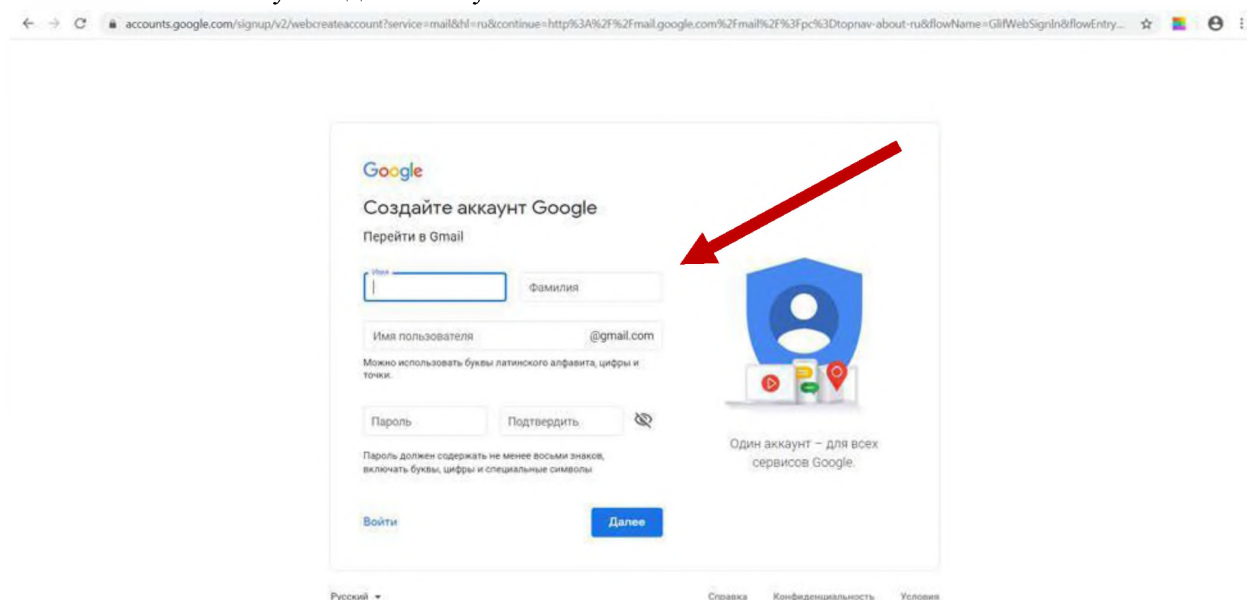 accounts.google.com/signup/v2/webcreateaccount?service=mail&hl=ru&continue=http%3A%2F%2Fmail.google.com%2Fmail%2F%3Fpc%3Dtopnav-about-ru&flowName=GlifWebSignIn&flowEntry...
Google
Создайте аккаунт Google
Перейти в Gmail
Имя
Фамилия
Имя пользователя @gmail.com
Можно использовать буквы латинского алфавита, цифры и
точки.
Пароль
Подтвердить
Пароль должен содержать не менее восьми знаков,
включать буквы, цифры и специальные символы
Один аккаунт – для всех
сервисов Google.
Войти
Далее
Русский
Справка Конфиденциальность Условия